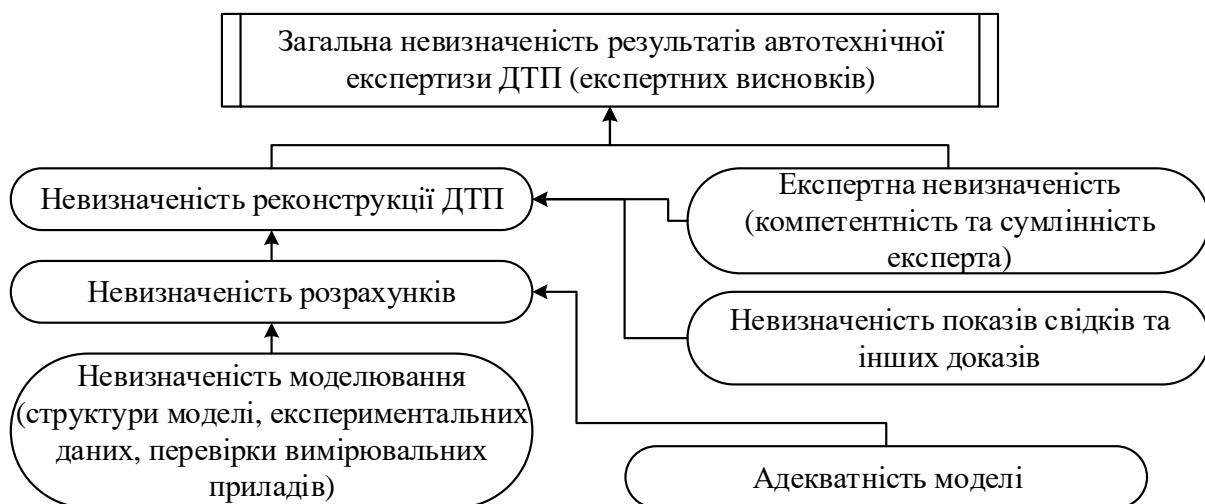 Загальна невизначеність результатів автотехнічної
експертизи ДТП (експертних висновків)
Невизначеність реконструкції ДТП
Експертна невизначеність
(компетентність та сумлінність
експерта)
Невизначеність розрахунків
Невизначеність показів свідків та
інших доказів
Невизначеність моделювання
(структури моделі, експериментальних
даних, перевірки вимірювальних
приладів)
Адекватність моделі